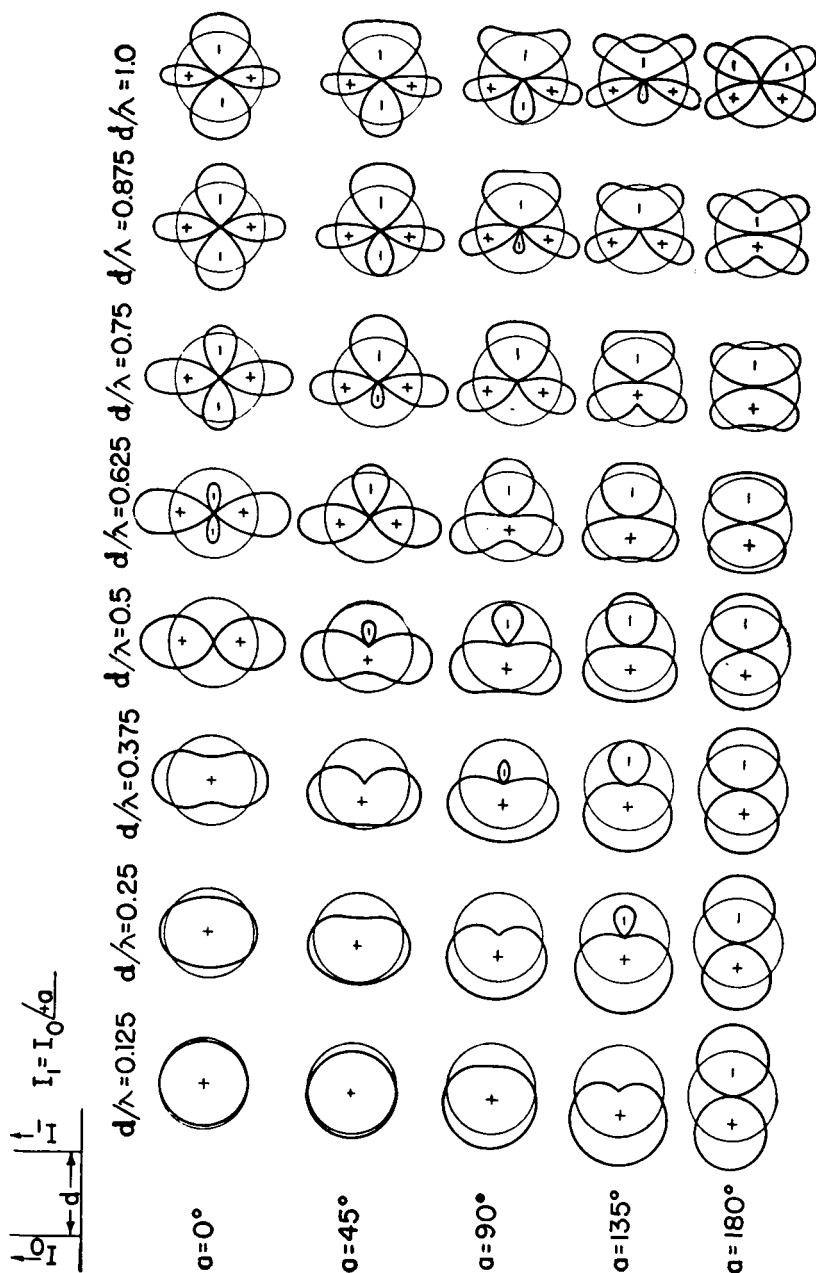 I₀ d I₁ I₁ = I₀∠+a
d/λ=0.125 d/λ=0.25 d/λ=0.375 d/λ=0.5 d/λ=0.625 d/λ=0.75 d/λ=0.875 d/λ=1.0
a=0° + + + + + + - - + + - - + + - - + + - - +
a=45° + + + + - + - + + - - + + - - + + - - +
a=90° + + + - + - + - + - + + - - + + - - +
a=135° + + - + - + - + - + - + - + + - - +
a=180° + - + - + - + - + - + - + - + - + -